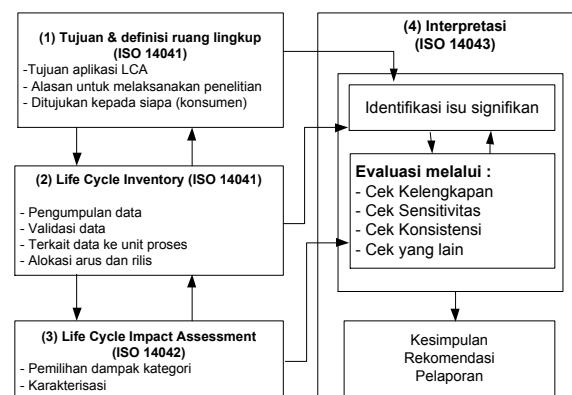 (1) Tujuan & definisi ruang lingkup
(ISO 14041)
-Tujuan aplikasi LCA
- Alasan untuk melaksanakan penelitian
- Ditujukan kepada siapa (konsumen)
(2) Life Cycle Inventory (ISO 14041)
- Pengumpulan data
- Validasi data
- Terkait data ke unit proses
- Alokasi arus dan rilis
(3) Life Cycle Impact Assessment
(ISO 14042)
- Pemilihan dampak kategori
- Karakterisasi
(4) Interpretasi
(ISO 14043)
Identifikasi isu signifikan
Evaluasi melalui :
- Cek Kelengkapan
- Cek Sensitivitas
- Cek Konsistensi
- Cek yang lain
Kesimpulan
Rekomendasi
Pelaporan